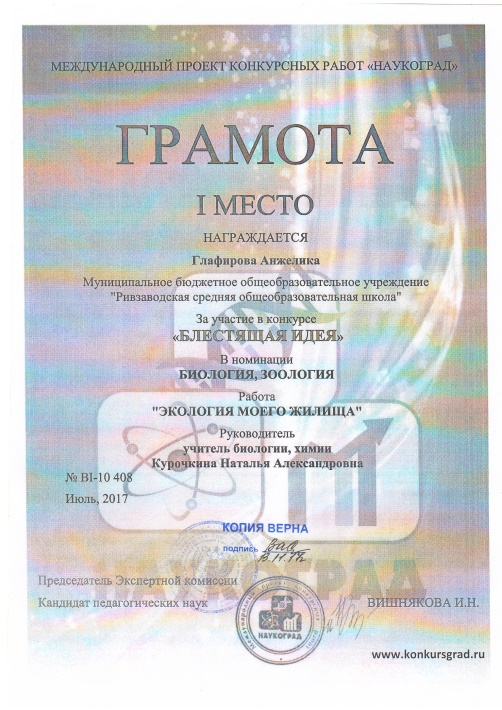 МЕЖДУНАРОДНЫЙ ПРОЕКТ КОНКУРСНЫХ РАБОТ «НАУКОГРАД»
ГРАМОТА
I МЕСТО
НАГРАЖДАЕТСЯ
Глафирова Анжелика
Муниципальное бюджетное общеобразовательное учреждение
"Ривзаводская средняя общеобразовательная школа"
За участие в конкурсе
«БЛЕСТЯЩАЯ ИДЕЯ»
В номинации
БИОЛОГИЯ, ЗООЛОГИЯ
Работа
"ЭКОЛОГИЯ МОЕГО ЖИЛИЩА"
Руководитель
учитель биологии, химии
Курочкина Наталья Александровна
№ BI-10 408
Июль, 2017
КОПИЯ ВЕРНА
подпись
НАУКОГРАД
Председатель Экспертной комиссии
Кандидат педагогических наук
ВИШНЯКОВА И.Н.
НАУКОГРАД
www.konkursgrad.ru